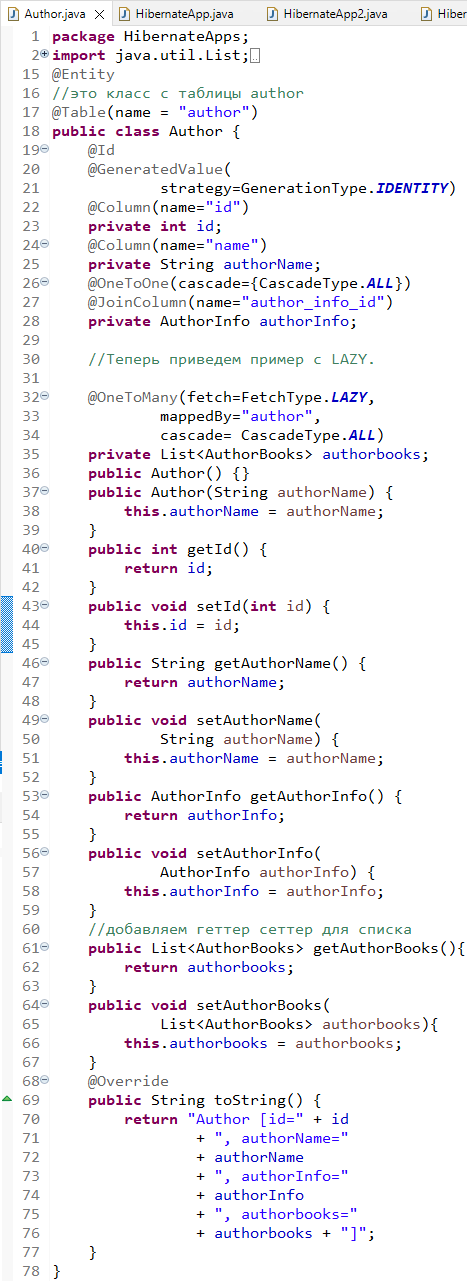 Author.java HibernateApp.java HibernateApp2.java Hiber
1 package HibernateApps;
2 import java.util.List;
15 @Entity
16 //это класс с таблицы author
17 @Table(name = "author")
18 public class Author {
19 @Id
20 @GeneratedValue(
21 strategy=GenerationType.IDENTITY)
22 @Column(name="id")
23 private int id;
24 @Column(name="name")
25 private String authorName;
26 @OneToOne(cascade={CascadeType.ALL})
27 @JoinColumn(name="author_info_id")
28 private AuthorInfo authorInfo;
29
30 //Теперь приведем пример с LAZY.
31
32 @OneToMany(fetch=FetchType.LAZY,
33 mappedBy="author",
34 cascade= CascadeType.ALL)
35 private List<AuthorBooks> authorbooks;
36 public Author() {}
37 public Author(String authorName) {
38 this.authorName = authorName;
39 }
40 public int getId() {
41 return id;
42 }
43 public void setId(int id) {
44 this.id = id;
45 }
46 public String getAuthorName() {
47 return authorName;
48 }
49 public void setAuthorName(
50 String authorName) {
51 this.authorName = authorName;
52 }
53 public AuthorInfo getAuthorInfo() {
54 return authorInfo;
55 }
56 public void setAuthorInfo(
57 AuthorInfo authorInfo) {
58 this.authorInfo = authorInfo;
59 }
60 //добавляем геттер сеттер для списка
61 public List<AuthorBooks> getAuthorBooks(){
62 return authorbooks;
63 }
64 public void setAuthorBooks(
65 List<AuthorBooks> authorbooks){
66 this.authorbooks = authorbooks;
67 }
68 @Override
69 public String toString() {
70 return "Author [id=" + id
71 + ", authorName="
72 + authorName
73 + ", authorInfo="
74 + authorInfo
75 + ", authorbooks="
76 + authorbooks + "]";
77 }
78 }